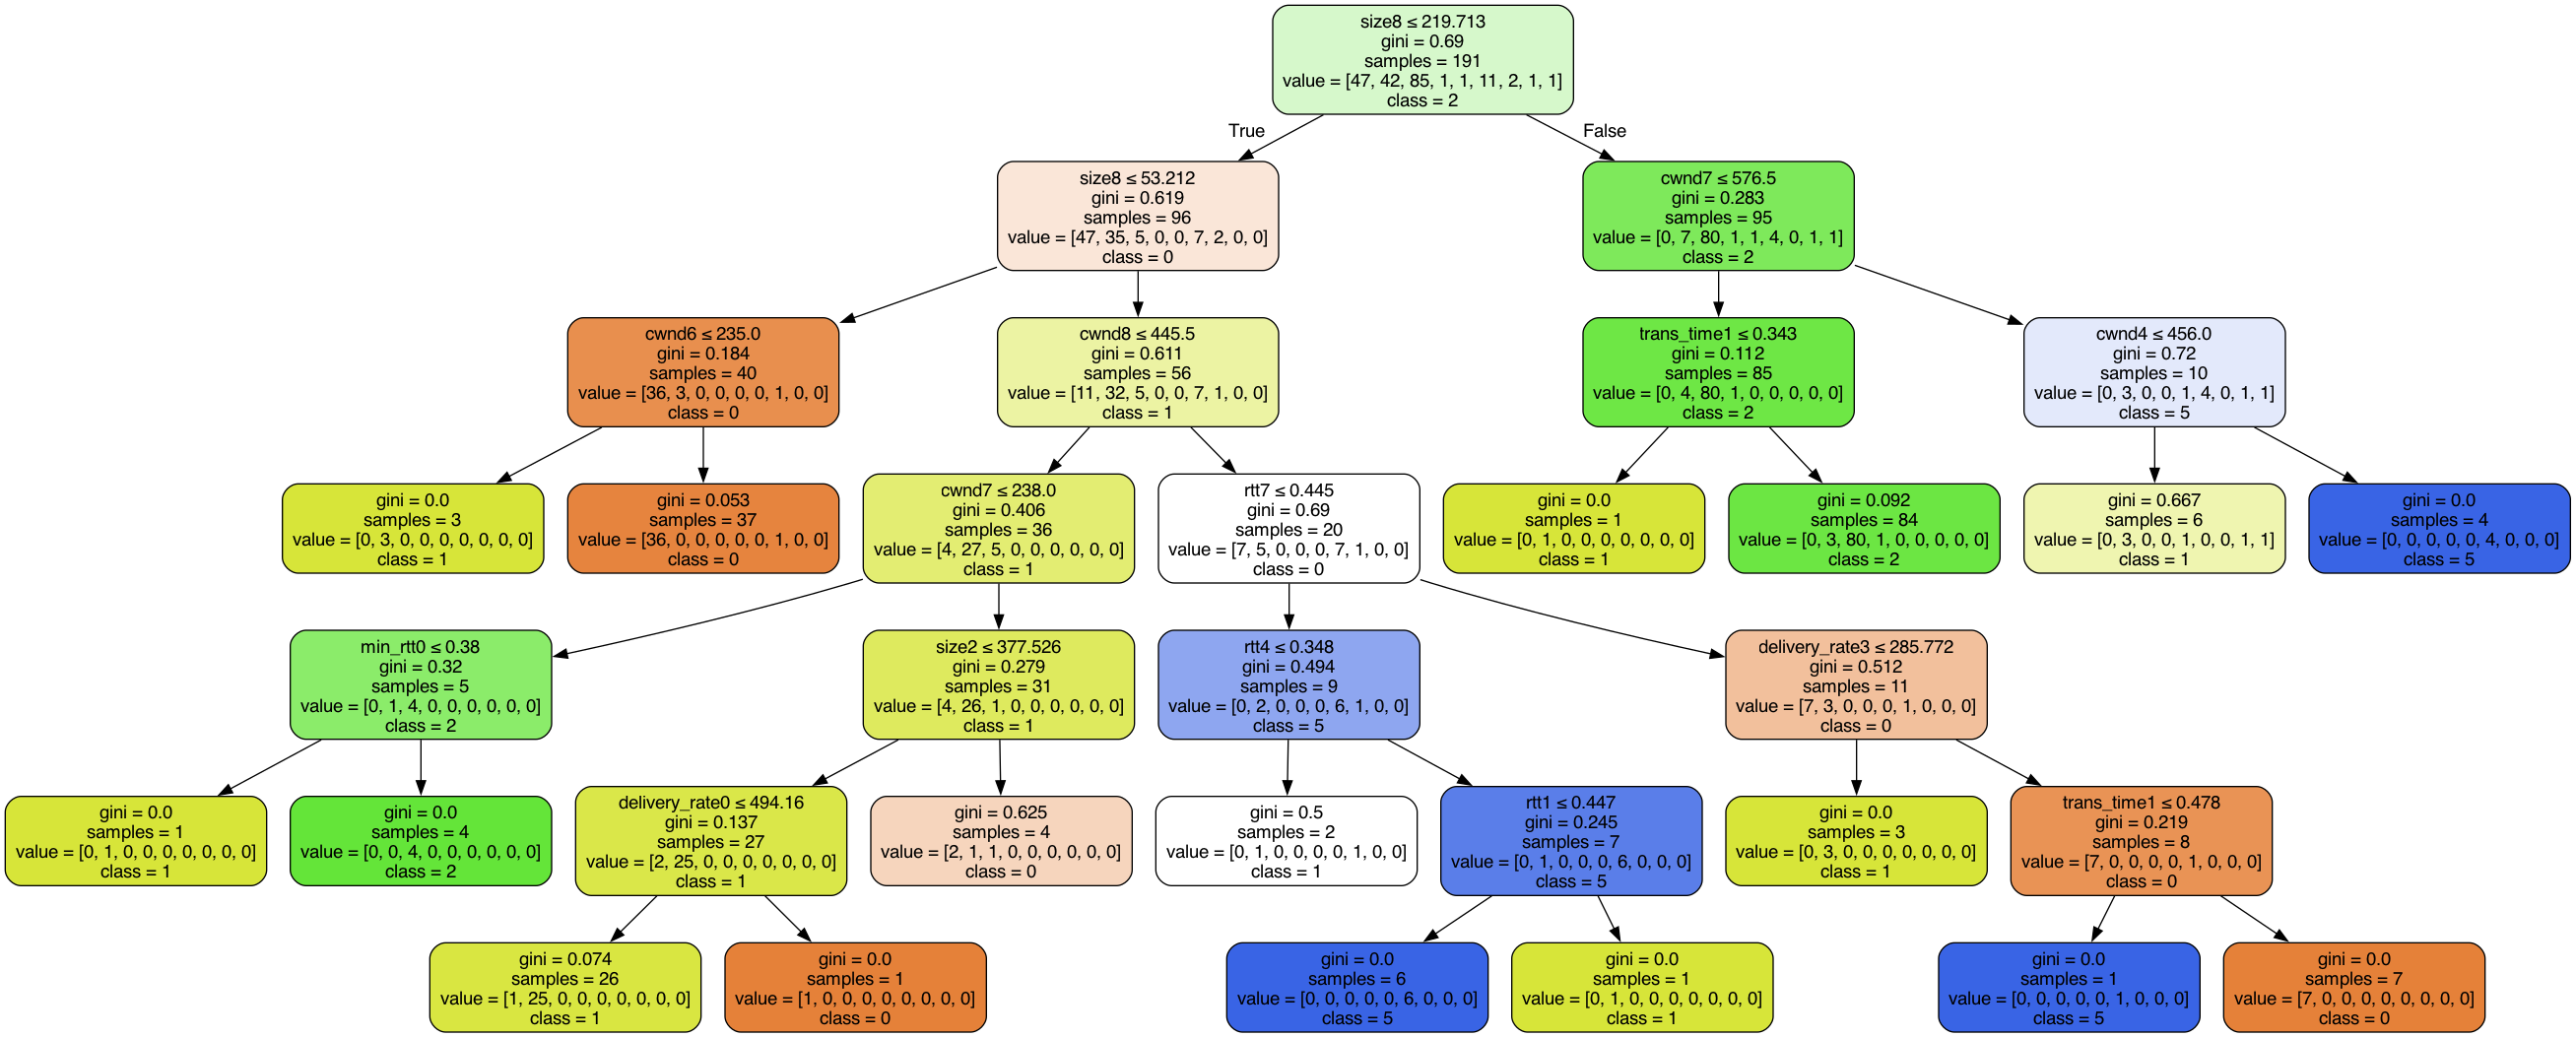 size8 ≤ 219.713
gini = 0.69
samples = 191
value = [47, 42, 85, 1, 1, 11, 2, 1, 1]
class = 2
True
False
size8 ≤ 53.212
gini = 0.619
samples = 96
value = [47, 35, 5, 0, 0, 7, 2, 0, 0]
class = 0
cwnd7 ≤ 576.5
gini = 0.283
samples = 95
value = [0, 7, 80, 1, 1, 4, 0, 1, 1]
class = 2
cwnd6 ≤ 235.0
gini = 0.184
samples = 40
value = [36, 3, 0, 0, 0, 0, 1, 0, 0]
class = 0
cwnd8 ≤ 445.5
gini = 0.611
samples = 56
value = [11, 32, 5, 0, 0, 7, 1, 0, 0]
class = 1
trans_time1 ≤ 0.343
gini = 0.112
samples = 85
value = [0, 4, 80, 1, 0, 0, 0, 0, 0]
class = 2
cwnd4 ≤ 456.0
gini = 0.72
samples = 10
value = [0, 3, 0, 0, 1, 4, 0, 1, 1]
class = 5
gini = 0.0
samples = 3
value = [0, 3, 0, 0, 0, 0, 0, 0, 0]
class = 1
gini = 0.053
samples = 37
value = [36, 0, 0, 0, 0, 0, 1, 0, 0]
class = 0
cwnd7 ≤ 238.0
gini = 0.406
samples = 36
value = [4, 27, 5, 0, 0, 0, 0, 0, 0]
class = 1
rtt7 ≤ 0.445
gini = 0.69
samples = 20
value = [7, 5, 0, 0, 0, 7, 1, 0, 0]
class = 0
gini = 0.0
samples = 1
value = [0, 1, 0, 0, 0, 0, 0, 0, 0]
class = 1
gini = 0.092
samples = 84
value = [0, 3, 80, 1, 0, 0, 0, 0, 0]
class = 2
gini = 0.667
samples = 6
value = [0, 3, 0, 0, 1, 0, 0, 1, 1]
class = 1
gini = 0.0
samples = 4
value = [0, 0, 0, 0, 0, 4, 0, 0, 0]
class = 5
min_rtt0 ≤ 0.38
gini = 0.32
samples = 5
value = [0, 1, 4, 0, 0, 0, 0, 0, 0]
class = 2
size2 ≤ 377.526
gini = 0.279
samples = 31
value = [4, 26, 1, 0, 0, 0, 0, 0, 0]
class = 1
rtt4 ≤ 0.348
gini = 0.494
samples = 9
value = [0, 2, 0, 0, 0, 6, 1, 0, 0]
class = 5
delivery_rate3 ≤ 285.772
gini = 0.512
samples = 11
value = [7, 3, 0, 0, 0, 1, 0, 0, 0]
class = 0
gini = 0.0
samples = 1
value = [0, 1, 0, 0, 0, 0, 0, 0, 0]
class = 1
gini = 0.0
samples = 4
value = [0, 0, 4, 0, 0, 0, 0, 0, 0]
class = 2
delivery_rate0 ≤ 494.16
gini = 0.137
samples = 27
value = [2, 25, 0, 0, 0, 0, 0, 0, 0]
class = 1
gini = 0.625
samples = 4
value = [2, 1, 1, 0, 0, 0, 0, 0, 0]
class = 0
gini = 0.5
samples = 2
value = [0, 1, 0, 0, 0, 0, 1, 0, 0]
class = 1
rtt1 ≤ 0.447
gini = 0.245
samples = 7
value = [0, 1, 0, 0, 0, 6, 0, 0, 0]
class = 5
gini = 0.0
samples = 3
value = [0, 3, 0, 0, 0, 0, 0, 0, 0]
class = 1
trans_time1 ≤ 0.478
gini = 0.219
samples = 8
value = [7, 0, 0, 0, 0, 1, 0, 0, 0]
class = 0
gini = 0.074
samples = 26
value = [1, 25, 0, 0, 0, 0, 0, 0, 0]
class = 1
gini = 0.0
samples = 1
value = [1, 0, 0, 0, 0, 0, 0, 0, 0]
class = 0
gini = 0.0
samples = 6
value = [0, 0, 0, 0, 0, 6, 0, 0, 0]
class = 5
gini = 0.0
samples = 1
value = [0, 1, 0, 0, 0, 0, 0, 0, 0]
class = 1
gini = 0.0
samples = 1
value = [0, 0, 0, 0, 0, 1, 0, 0, 0]
class = 5
gini = 0.0
samples = 7
value = [7, 0, 0, 0, 0, 0, 0, 0, 0]
class = 0